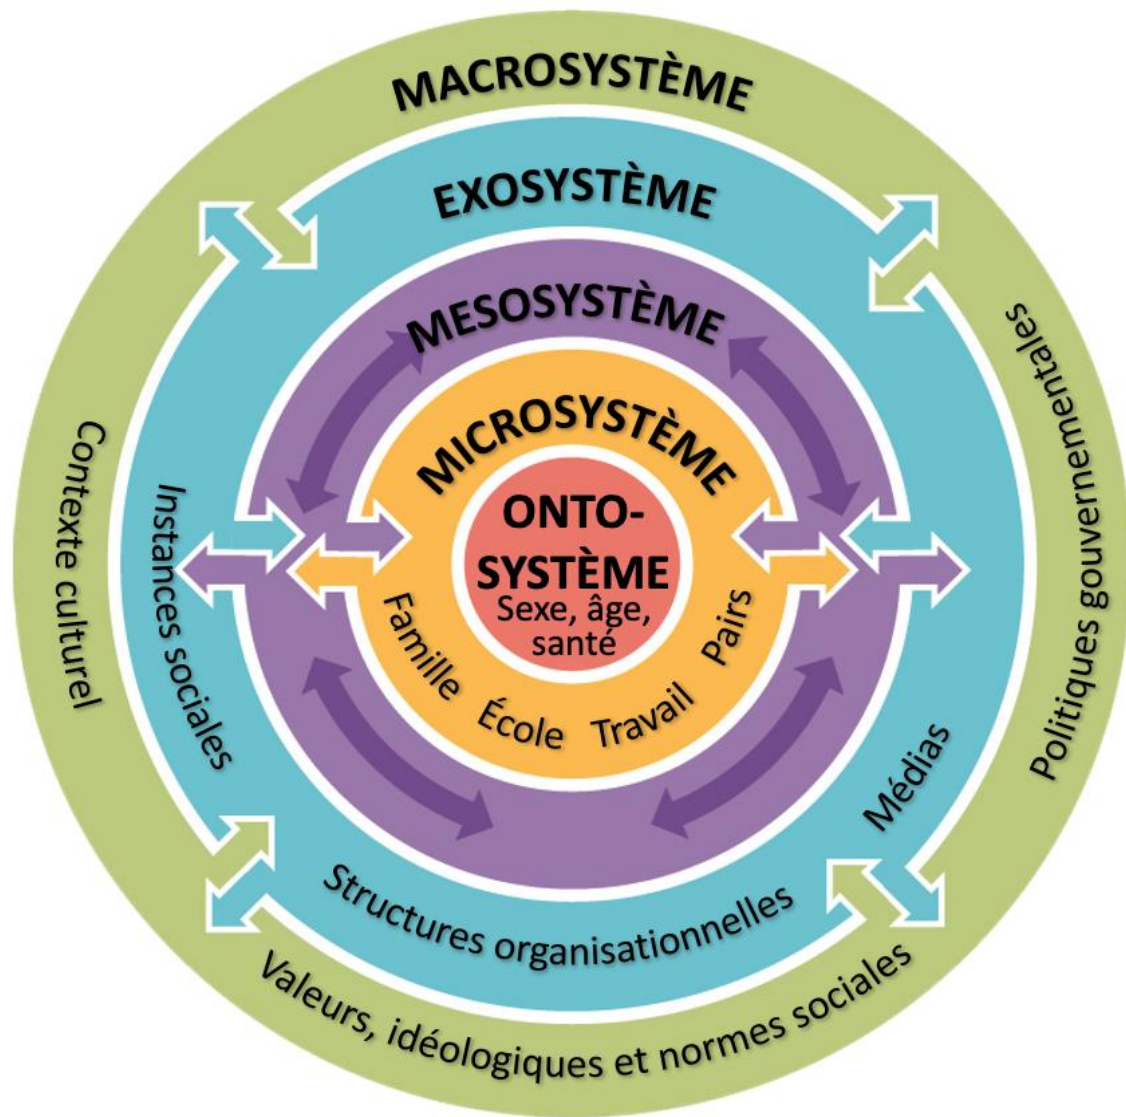 MACROSYSTÈME
EXOSYSTÈME
MESOSYSTÈME
MICROSYSTÈME
ONTO-
SYSTÈME
Sexe, âge,
santé
Famille École Travail Pairs
Instances sociales
Structures organisationnelles
Médias
Contexte culturel
Valeurs, idéologiques et normes sociales
Politiques gouvernementales